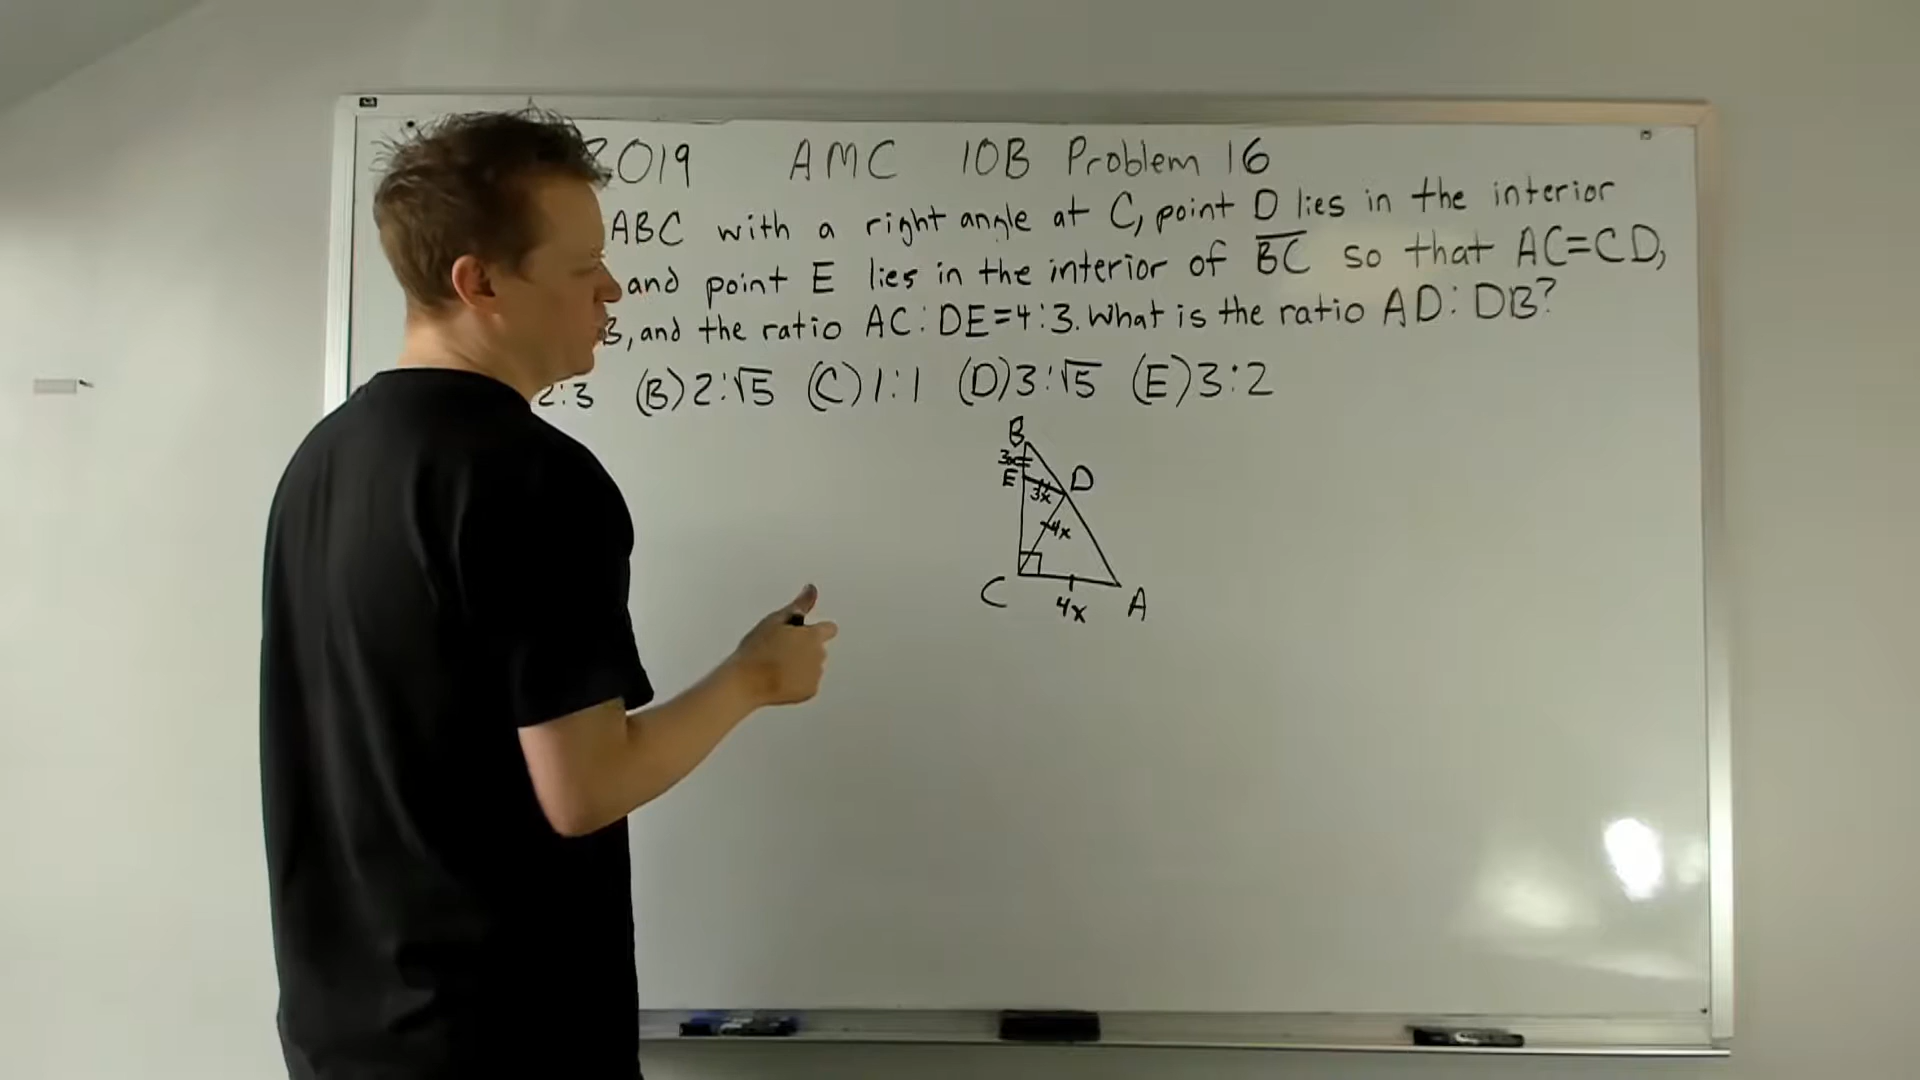 2019 AMC 10B Problem 16
ABC with a right angle at C, point D lies in the interior
and point E lies in the interior of BC so that AC=CD,
B, and the ratio AC:DE=4:3. What is the ratio AD:DB?
2:3 (B) 2:√5 (C) 1:1 (D) 3:√5 (E) 3:2
B
E
D
3x
4x
C
4x
A